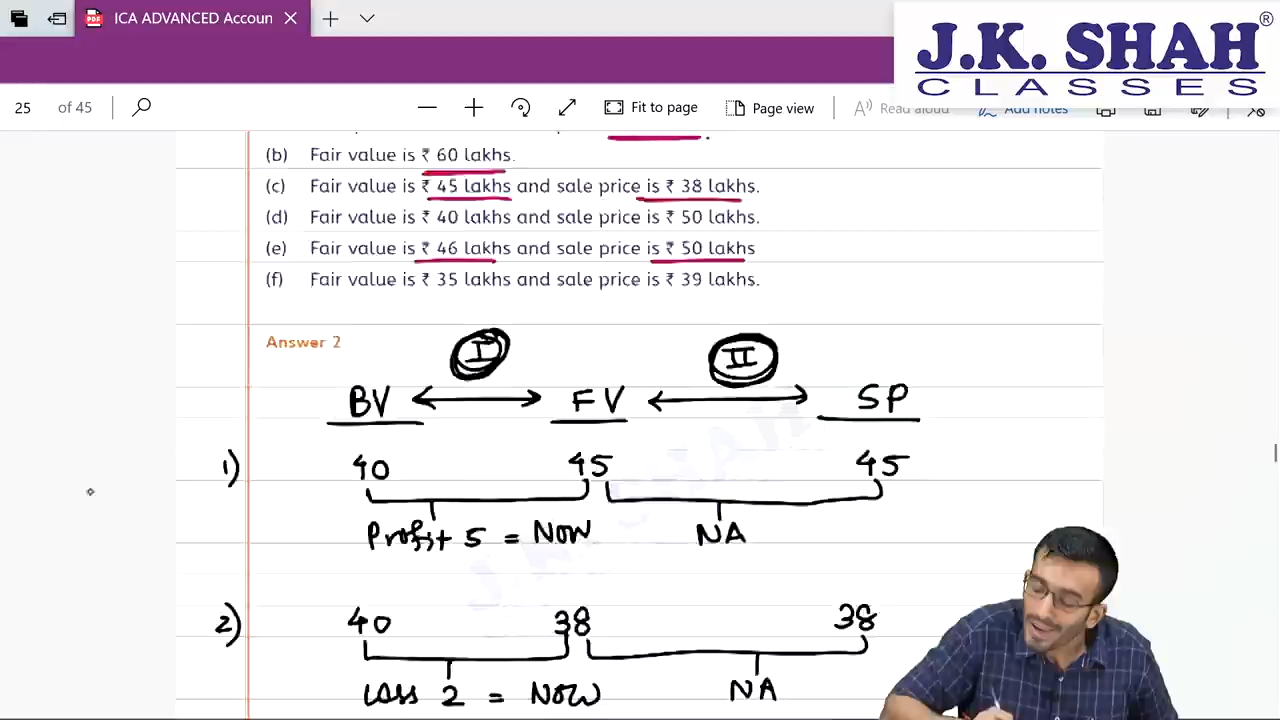 ICA ADVANCED Accoun
J.K. SHAH®
CLASSES
25 of 45
Fit to page
Page view
Read aloud
Add notes
(b) Fair value is ₹ 60 lakhs.
(c) Fair value is ₹ 45 lakhs and sale price is ₹ 38 lakhs.
(d) Fair value is ₹ 40 lakhs and sale price is ₹ 50 lakhs.
(e) Fair value is ₹ 46 lakhs and sale price is ₹ 50 lakhs
(f) Fair value is ₹ 35 lakhs and sale price is ₹ 39 lakhs.
Answer 2
I II
BV FV SP
1) 40 45 45
Profit 5 = NOW NA
2) 40 38 38
Loss 2 = NOW NA